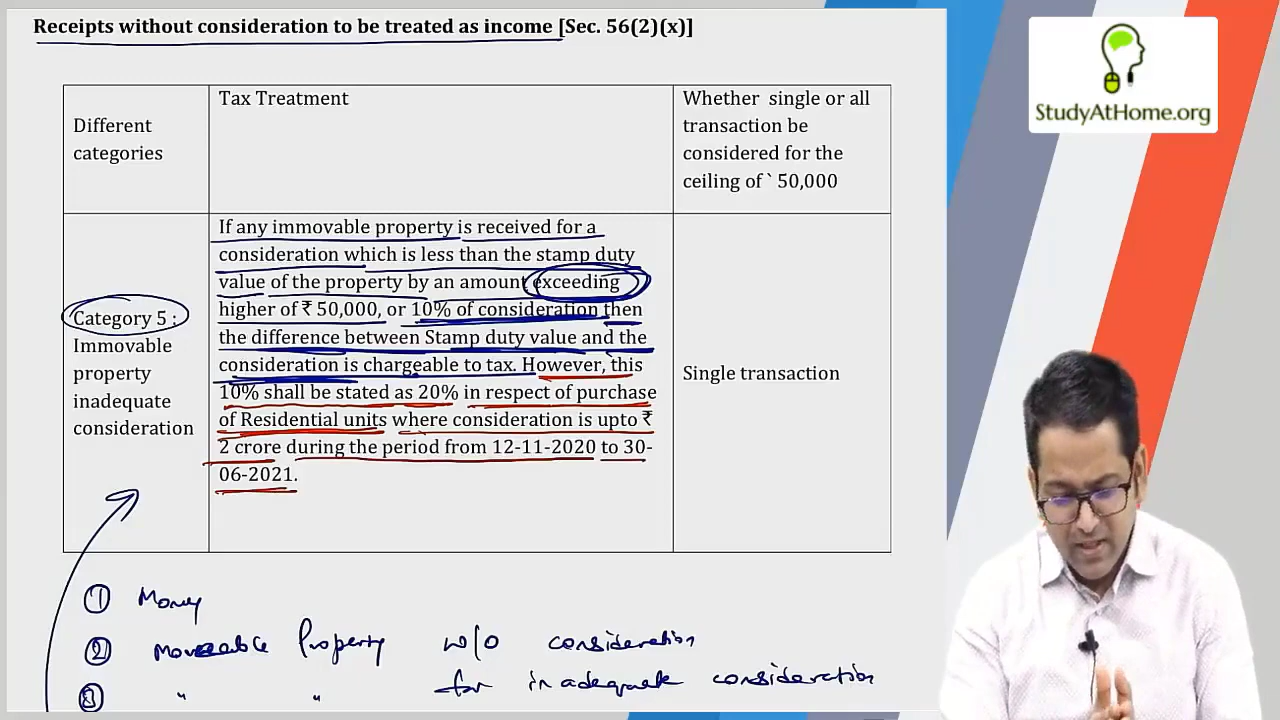 Receipts without consideration to be treated as income [Sec. 56(2)(x)]
StudyAtHome.org
Different
categories
Tax Treatment
Whether single or all
transaction be
considered for the
ceiling of ` 50,000
Category 5 :
Immovable
property
inadequate
consideration
If any immovable property is received for a
consideration which is less than the stamp duty
value of the property by an amount exceeding
higher of ₹ 50,000, or 10% of consideration then
the difference between Stamp duty value and the
consideration is chargeable to tax. However, this
10% shall be stated as 20% in respect of purchase
of Residential units where consideration is upto ₹
2 crore during the period from 12-11-2020 to 30-
06-2021.
Single transaction
① Money
② Moveable Property w/o consideration
③ " " for inadequate consideration